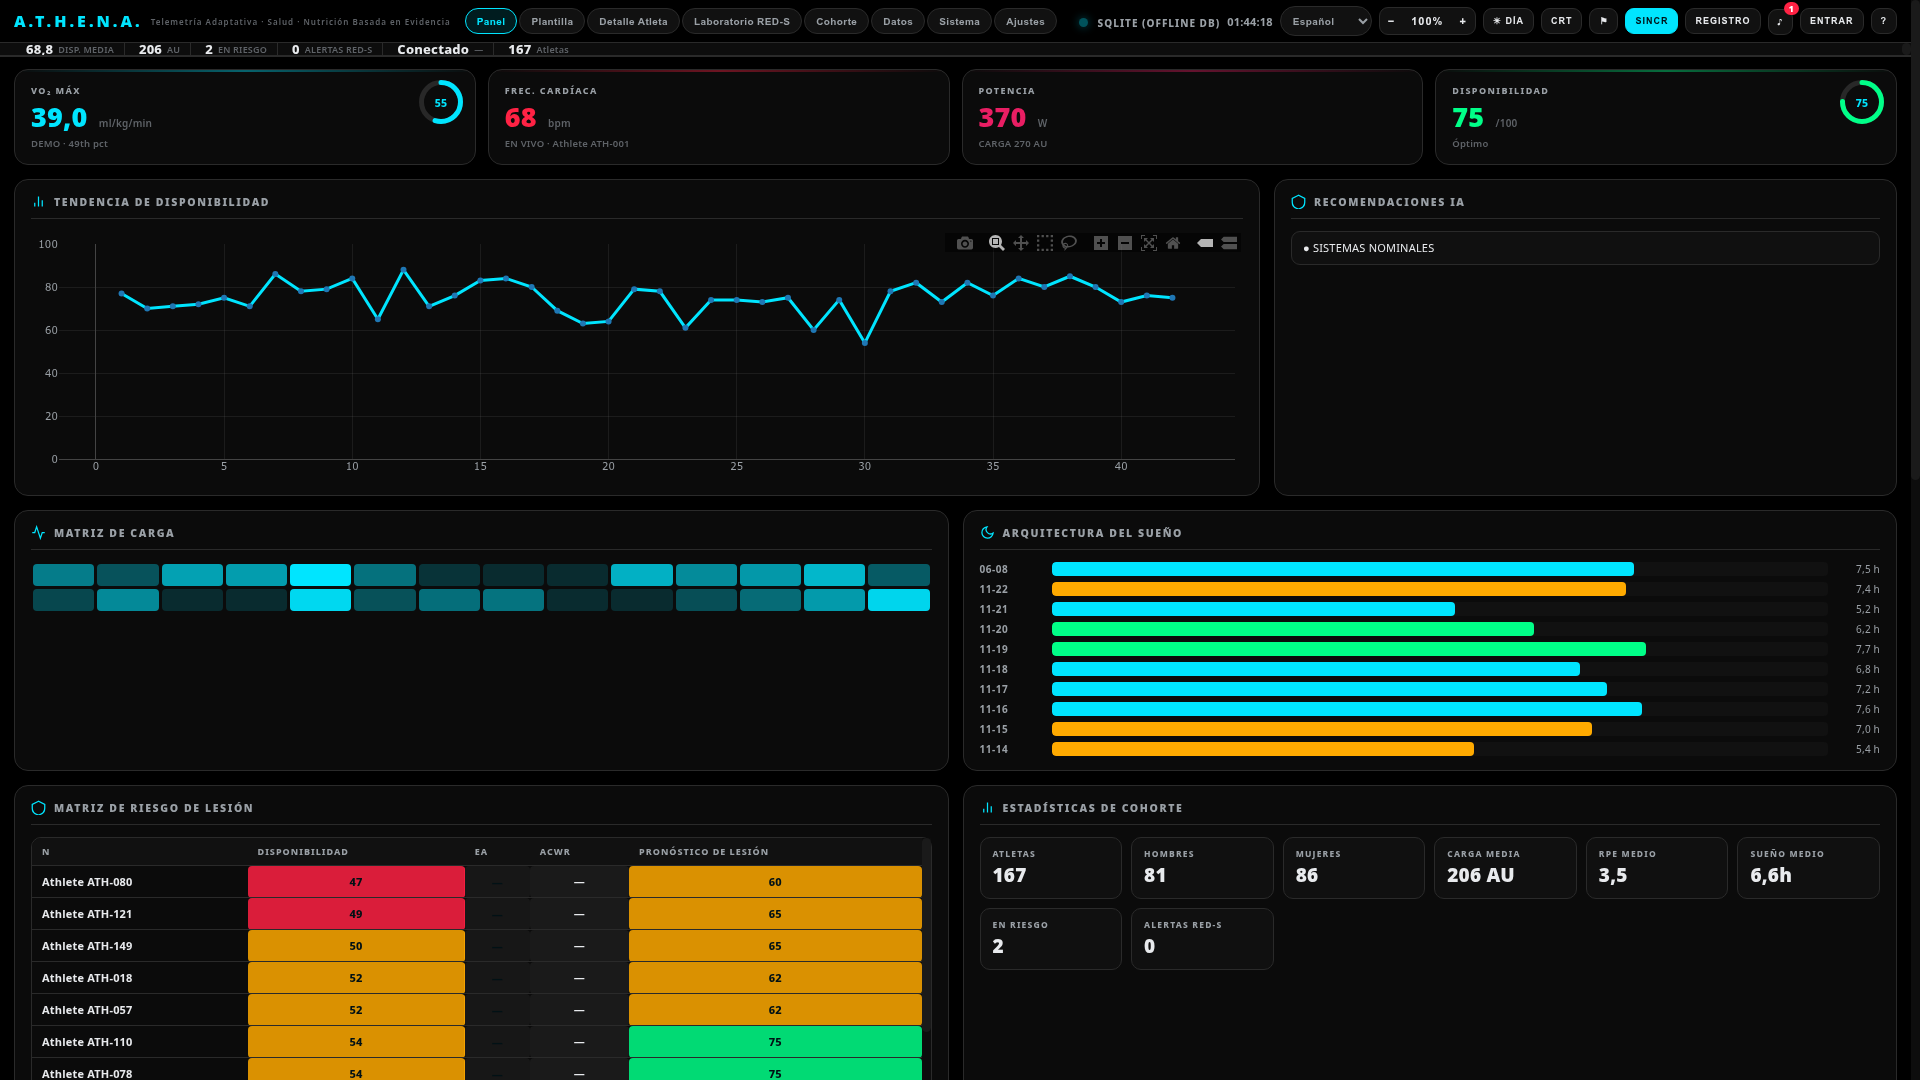 A.T.H.E.N.A. Telemetría Adaptativa · Salud · Nutrición Basada en Evidencia Panel Plantilla Detalle Atleta Laboratorio RED-S Cohorte Datos Sistema Ajustes SQLITE (OFFLINE DB) 01:44:18 Español − 100% + ☀ DÍA CRT ⚑ SINCR REGISTRO ♪ 1 ENTRAR ?
68,8 DISP. MEDIA 206 AU 2 EN RIESGO 0 ALERTAS RED-S Conectado — 167 Atletas
VO₂ MÁX
39,0 ml/kg/min
DEMO · 49th pct
55
FREC. CARDÍACA
68 bpm
EN VIVO · Athlete ATH-001
POTENCIA
370 W
CARGA 270 AU
DISPONIBILIDAD
75 /100
Óptimo
75
TENDENCIA DE DISPONIBILIDAD
100
80
60
40
20
0
0 5 10 15 20 25 30 35 40
RECOMENDACIONES IA
● SISTEMAS NOMINALES
MATRIZ DE CARGA
ARQUITECTURA DEL SUEÑO
06-08 7,5 h
11-22 7,4 h
11-21 5,2 h
11-20 6,2 h
11-19 7,7 h
11-18 6,8 h
11-17 7,2 h
11-16 7,6 h
11-15 7,0 h
11-14 5,4 h
MATRIZ DE RIESGO DE LESIÓN
N DISPONIBILIDAD EA ACWR PRONÓSTICO DE LESIÓN
Athlete ATH-080 47 — — 60
Athlete ATH-121 49 — — 65
Athlete ATH-149 50 — — 65
Athlete ATH-018 52 — — 62
Athlete ATH-057 52 — — 62
Athlete ATH-110 54 — — 75
Athlete ATH-078 54 — — 75
ESTADÍSTICAS DE COHORTE
ATLETAS
167
HOMBRES
81
MUJERES
86
CARGA MEDIA
206 AU
RPE MEDIO
3,5
SUEÑO MEDIO
6,6h
EN RIESGO
2
ALERTAS RED-S
0